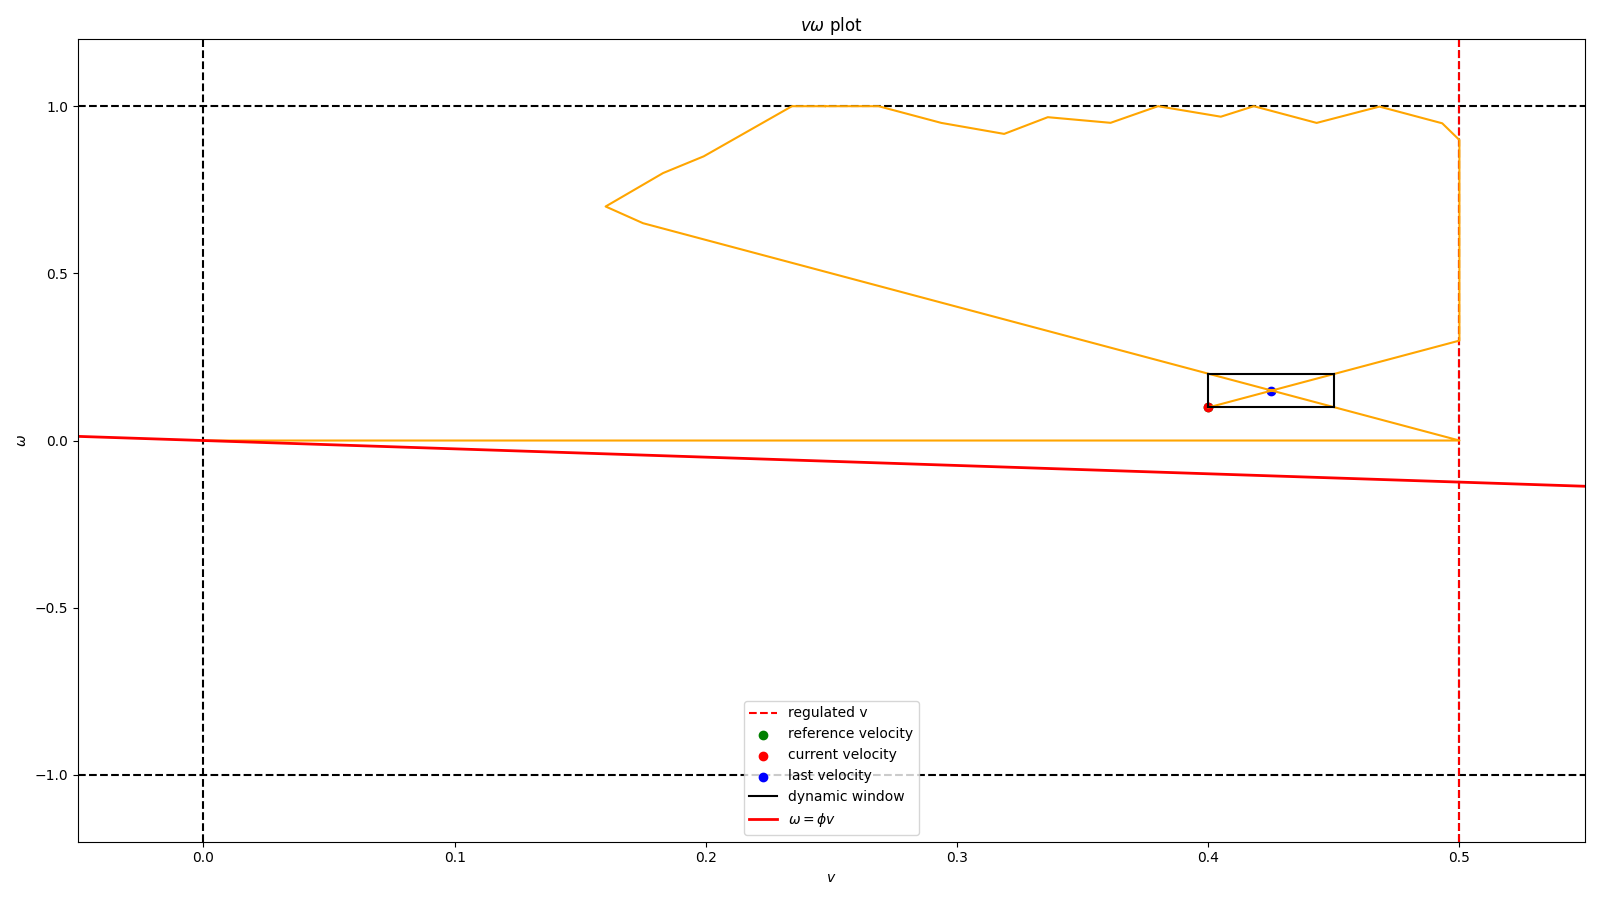 vω plot
1.0
0.5
0.0
−0.5
−1.0
ω
0.0 0.1 0.2 0.3 0.4 0.5
v
regulated v
reference velocity
current velocity
last velocity
dynamic window
ω = ϕv